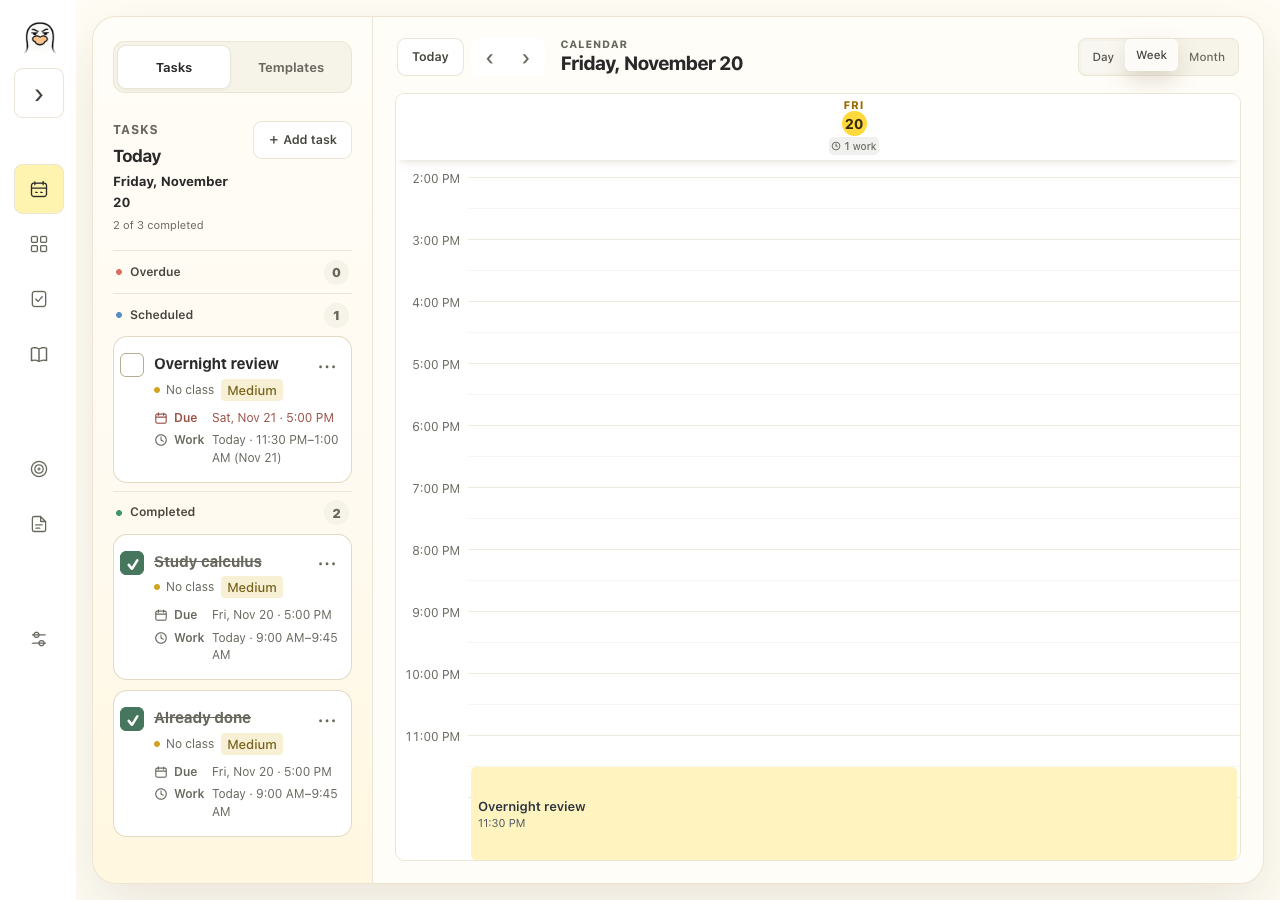 Tasks
Templates
TASKS
+ Add task
Today
Friday, November
20
2 of 3 completed
Overdue
0
Scheduled
1
Overnight review
No class
Medium
Due
Sat, Nov 21 · 5:00 PM
Work
Today · 11:30 PM–1:00
AM (Nov 21)
Completed
2
Study calculus
No class
Medium
Due
Fri, Nov 20 · 5:00 PM
Work
Today · 9:00 AM–9:45
AM
Already done
No class
Medium
Due
Fri, Nov 20 · 5:00 PM
Work
Today · 9:00 AM–9:45
AM
Today
CALENDAR
Friday, November 20
Day
Week
Month
FRI
20
1 work
2:00 PM
3:00 PM
4:00 PM
5:00 PM
6:00 PM
7:00 PM
8:00 PM
9:00 PM
10:00 PM
11:00 PM
Overnight review
11:30 PM